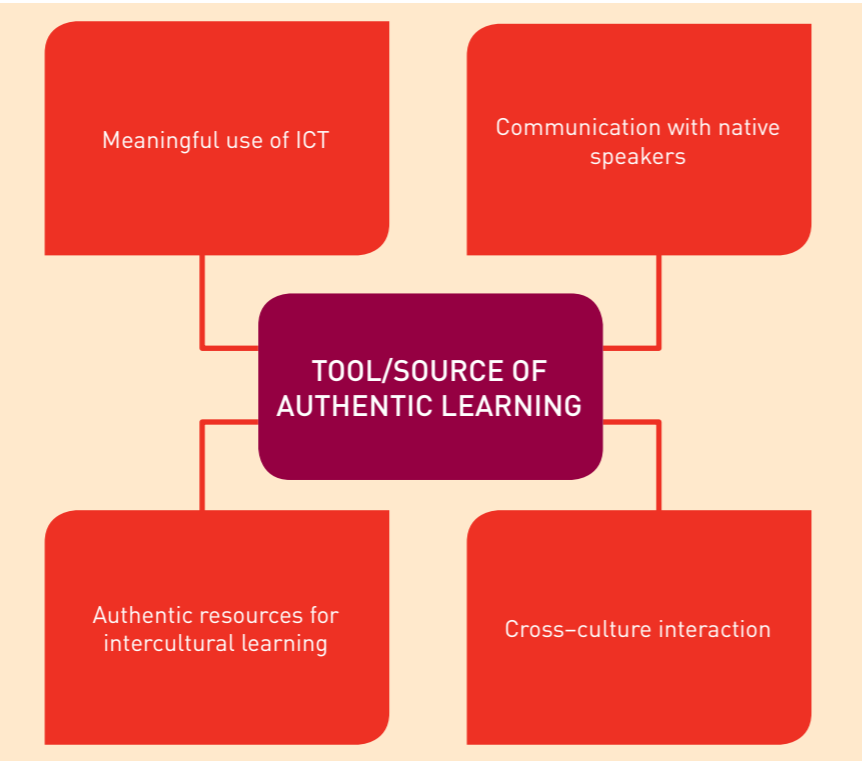 Meaningful use of ICT
Communication with native
speakers
TOOL/SOURCE OF
AUTHENTIC LEARNING
Authentic resources for
intercultural learning
Cross–culture interaction